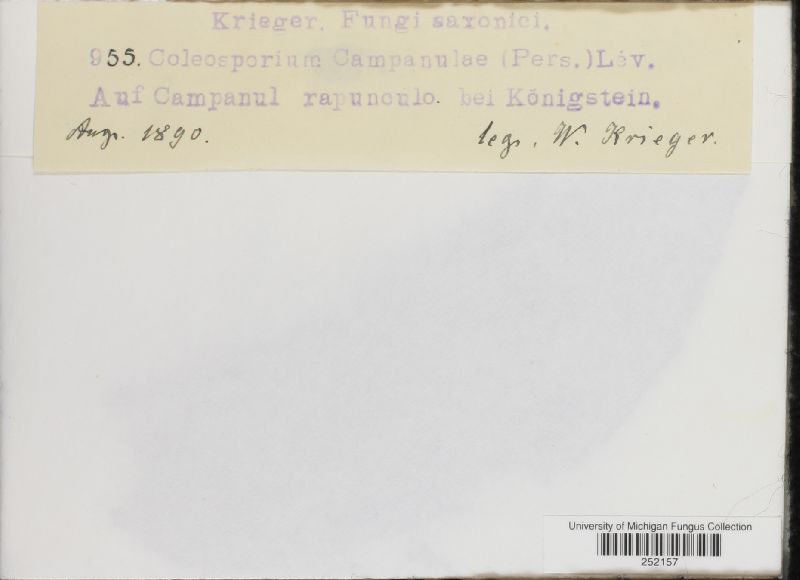 Krieger. Fungi saxonici.
955. Coleosporium Campanulae (Pers.)Lév.
Auf Campanul rapunculo. bei Königstein.
Aug. 1890. leg. W. Krieger.
University of Michigan Fungus Collection
252157